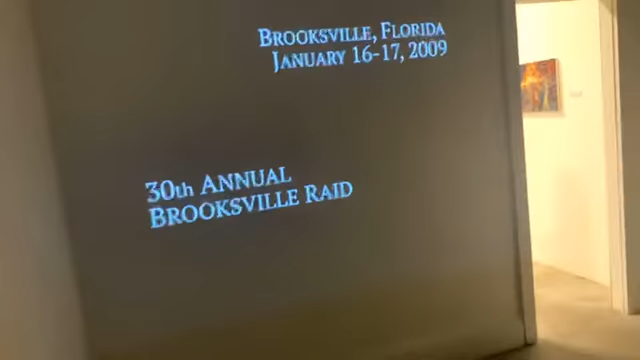 BROOKSVILLE, FLORIDA
JANUARY 16-17, 2009
30th ANNUAL
BROOKSVILLE RAID